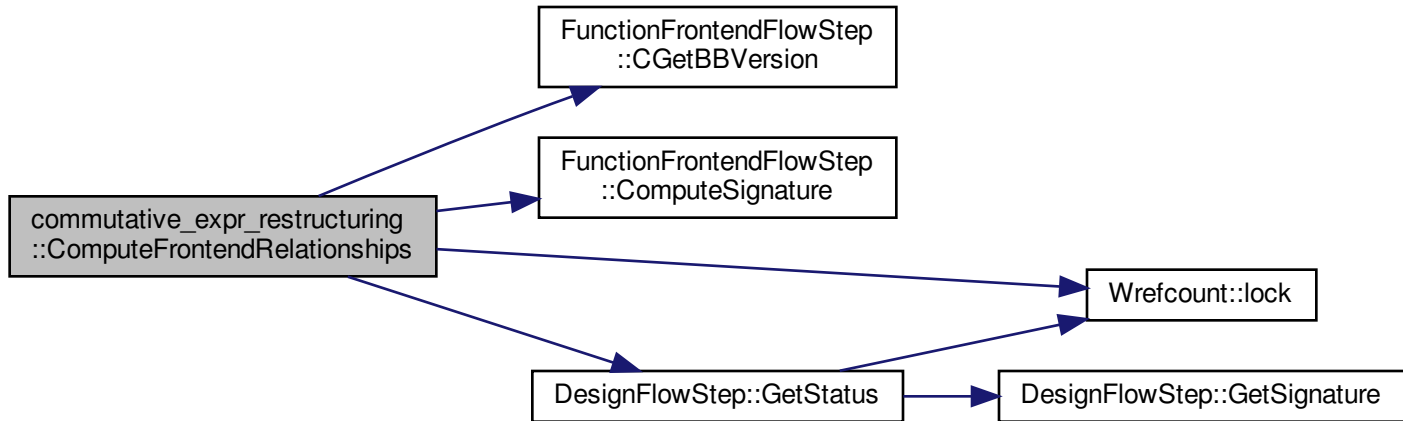 FunctionFrontendFlowStep
::CGetBBVersion
FunctionFrontendFlowStep
::ComputeSignature
commutative_expr_restructuring
::ComputeFrontendRelationships
Wrefcount::lock
DesignFlowStep::GetStatus
DesignFlowStep::GetSignature